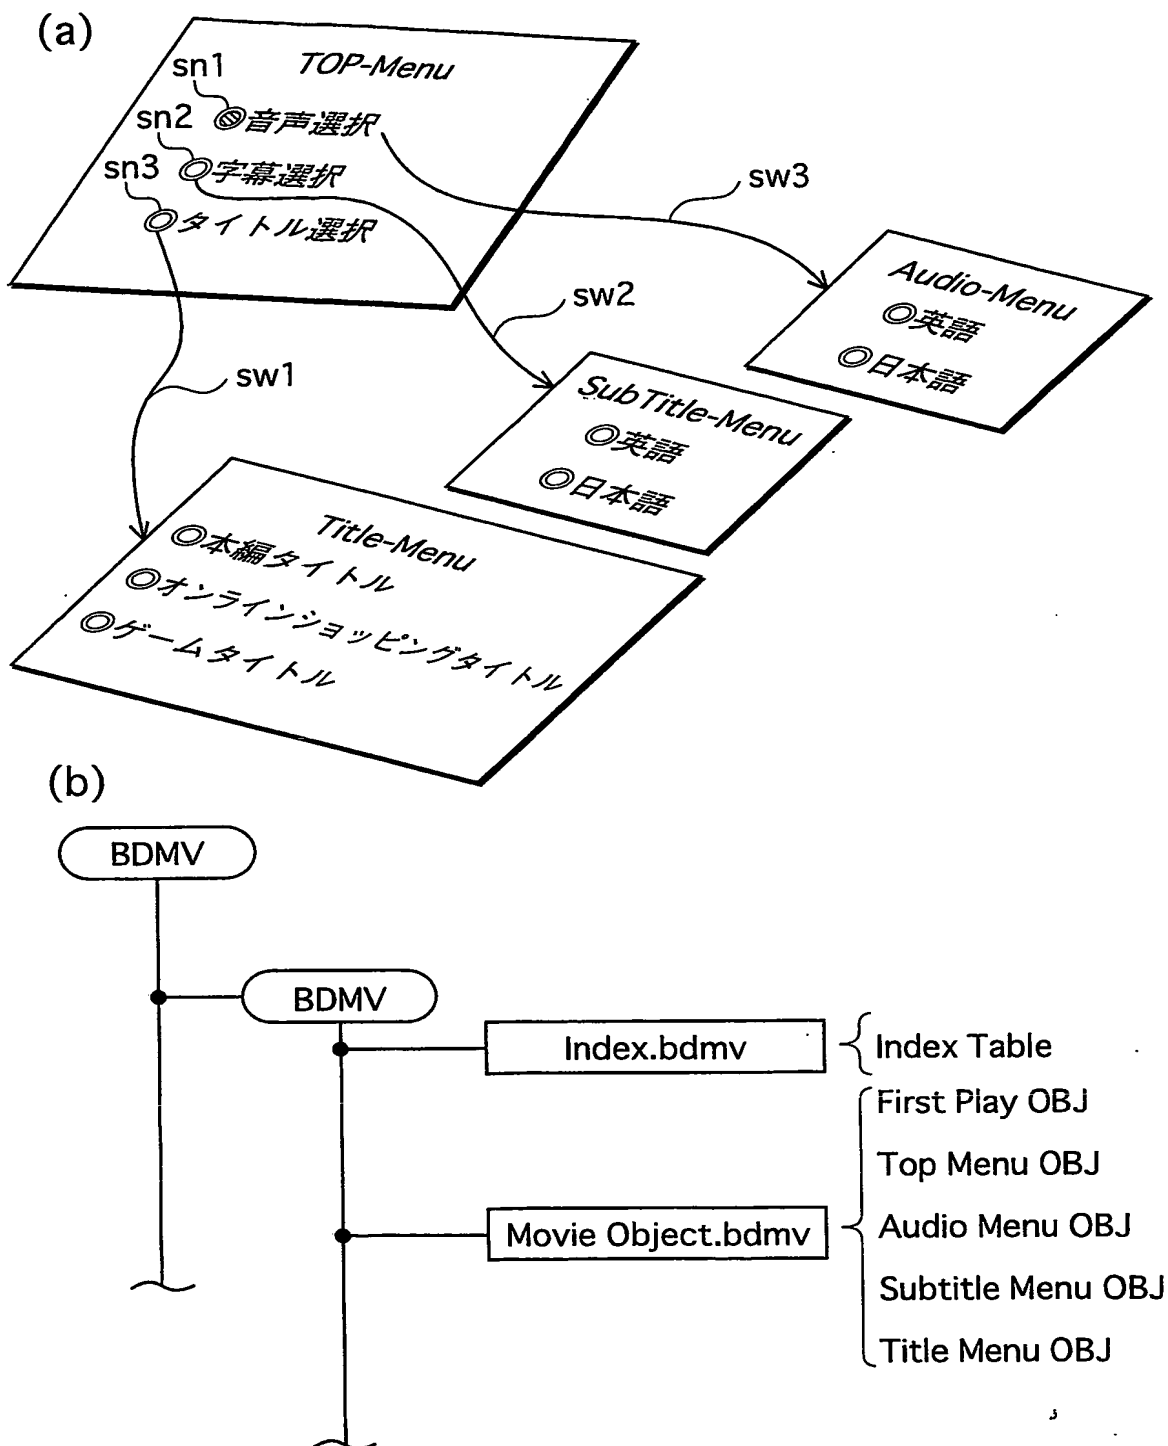 (a)
TOP-Menu
sn1
音声選択
sn2
字幕選択
sn3
タイトル選択
sw3
Audio-Menu
英語
日本語
sw2
SubTitle-Menu
英語
日本語
sw1
Title-Menu
本編タイトル
オンラインショッピングタイトル
ゲームタイトル
(b)
BDMV
BDMV
Index.bdmv
Index Table
First Play OBJ
Top Menu OBJ
Movie Object.bdmv
Audio Menu OBJ
Subtitle Menu OBJ
Title Menu OBJ